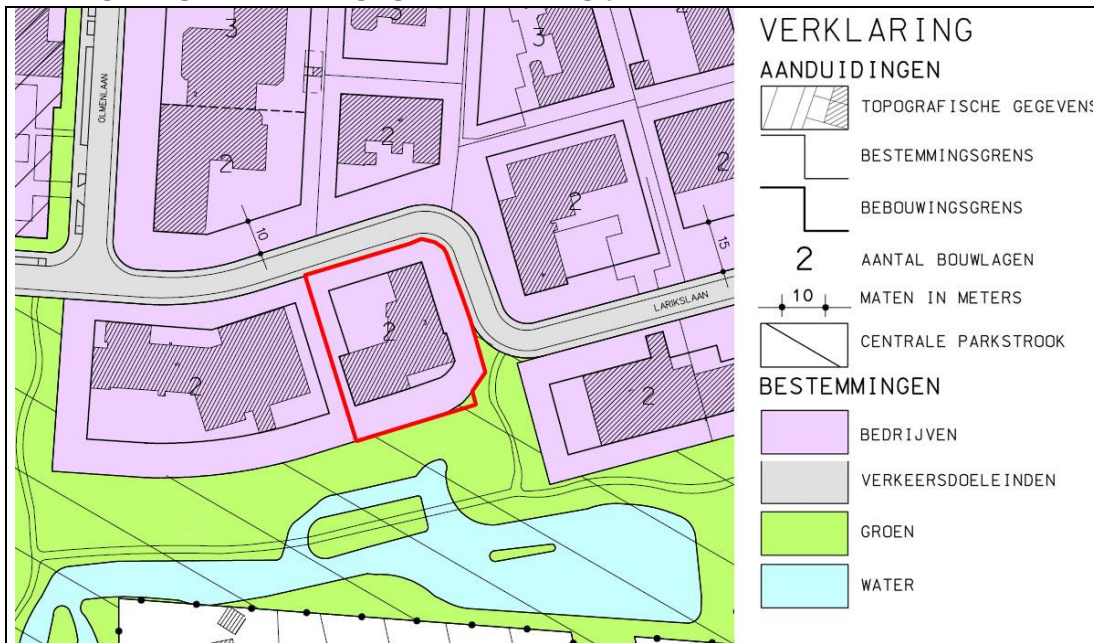 3
3
3
OLMENLAAN
2
2
2
2
10
15
LARIKSLAAN
2
2
2
VERKLARING
AANDUIDINGEN
TOPOGRAFISCHE GEGEVENS
BESTEMMINGSGRENS
BEBOUWINGSGRENS
2 AANTAL BOUWLAGEN
10 MATEN IN METERS
CENTRALE PARKSTROOK
BESTEMMINGEN
BEDRIJVEN
VERKEERSDOELEINDEN
GROEN
WATER